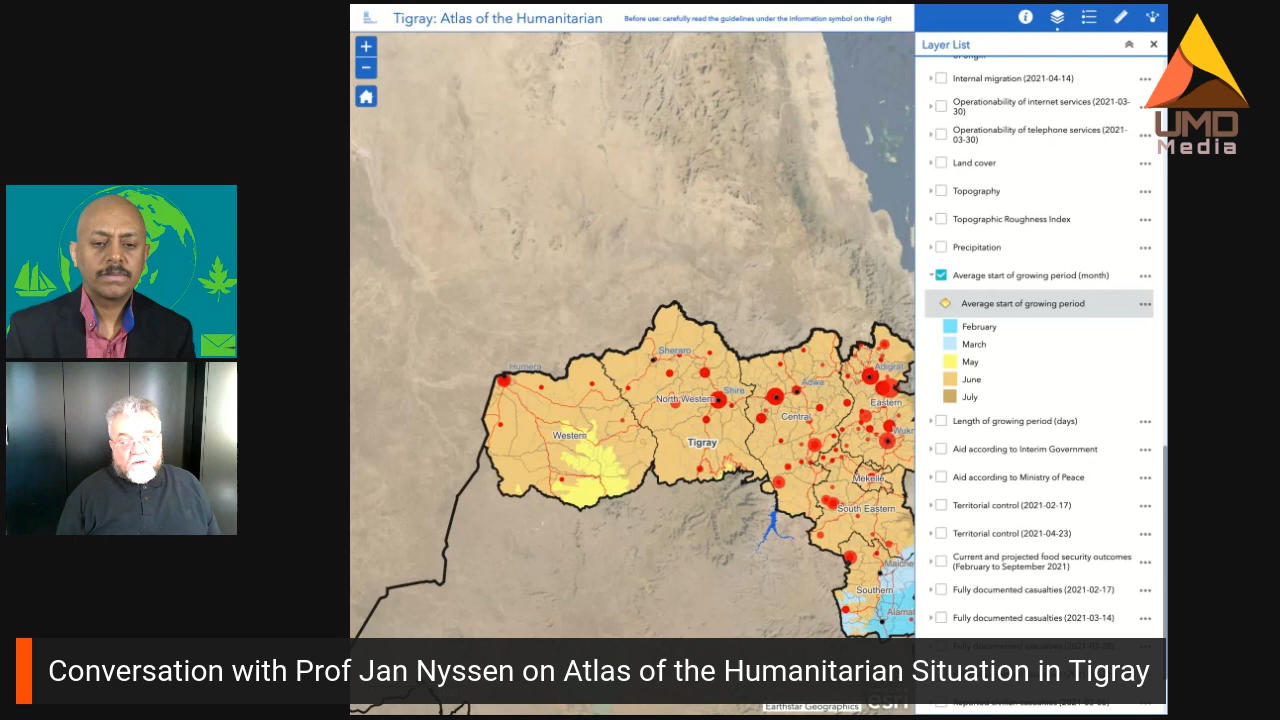 Tigray: Atlas of the Humanitarian
Before use: carefully read the guidelines under the information symbol on the right
Layer List
Internal migration (2021-04-14)
Operationability of internet services (2021-03-
30)
Operationability of telephone services (2021-
03-30)
Land cover
Topography
Topographic Roughness Index
Precipitation
Average start of growing period (month)
Average start of growing period
February
March
May
June
July
Length of growing period (days)
Aid according to Interim Government
Aid according to Ministry of Peace
Territorial control (2021-02-17)
Territorial control (2021-04-23)
Current and projected food security outcomes
(February to September 2021)
Fully documented casualties (2021-02-17)
Fully documented casualties (2021-03-14)
UMD
Media
Humera
Sheraro
Shire
Adwa
Adigrat
North Western
Central
Eastern
Wukr
Western
Tigray
Mekelle
South Eastern
Maiche
Southern
Alamat
Conversation with Prof Jan Nyssen on Atlas of the Humanitarian Situation in Tigray
Earthstar Geographics
esri